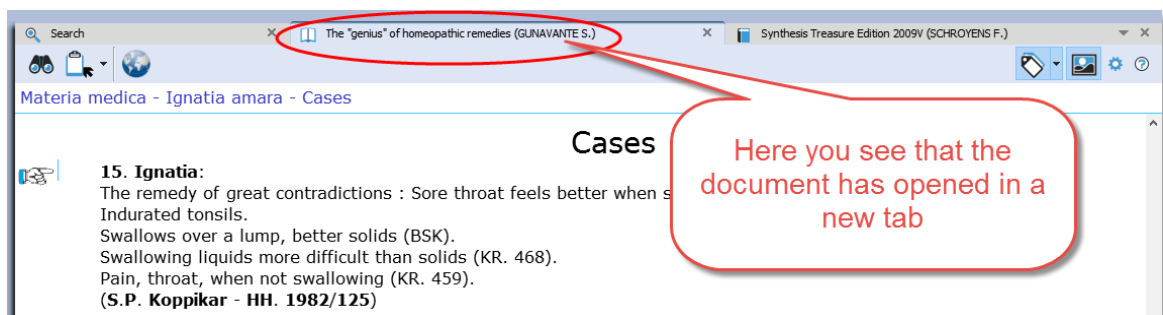 Search
The "genius" of homeopathic remedies (GUNAVANTE S.)
Synthesis Treasure Edition 2009V (SCHROYENS F.)
Materia medica - Ignatia amara - Cases
Cases
15. Ignatia:
The remedy of great contradictions : Sore throat feels better when s
Indurated tonsils.
Swallows over a lump, better solids (BSK).
Swallowing liquids more difficult than solids (KR. 468).
Pain, throat, when not swallowing (KR. 459).
(S.P. Koppikar - HH. 1982/125)
Here you see that the
document has opened in a
new tab